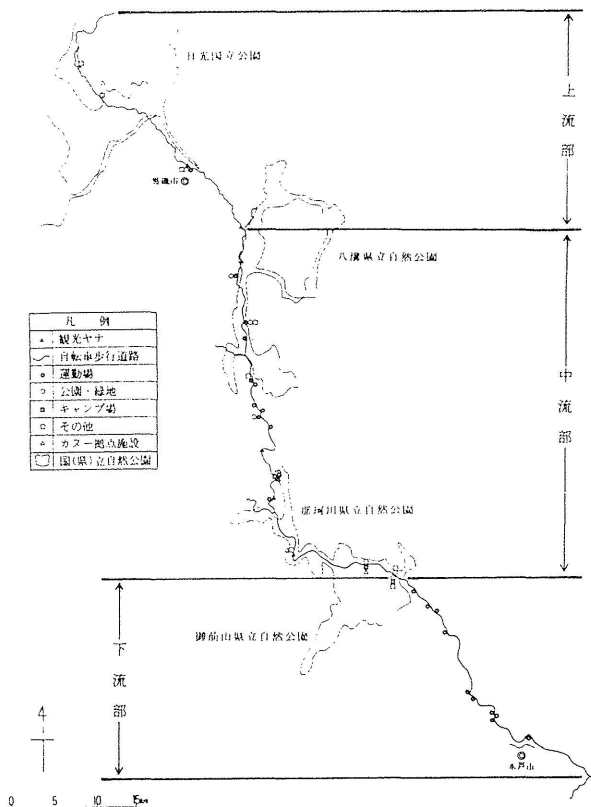 日光国立公園
上流部
黒磯市
八溝県立自然公園
凡 例
観光ヤナ
自転車歩行道路
運動場
公園・緑地
キャンプ場
その他
カヌー拠点施設
国(県)立自然公園
中流部
那珂川県立自然公園
御前山県立自然公園
下流部
4
水戸市
0 5 10 15km